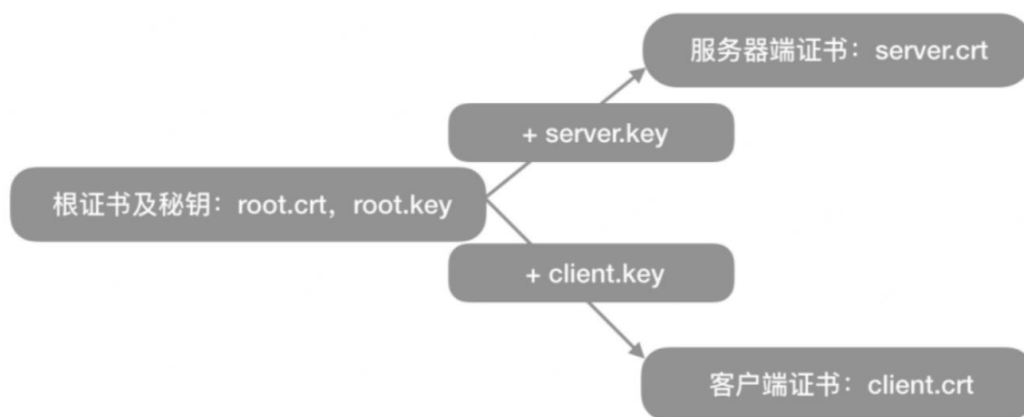 服务器端证书：server.crt
+ server.key
根证书及秘钥：root.crt，root.key
+ client.key
客户端证书：client.crt